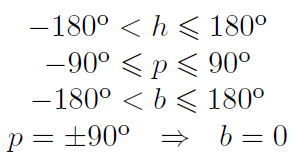 −180º < h ⩽ 180º
−90º ⩽ p ⩽ 90º
−180º < b ⩽ 180º
p = ±90º ⇒ b = 0